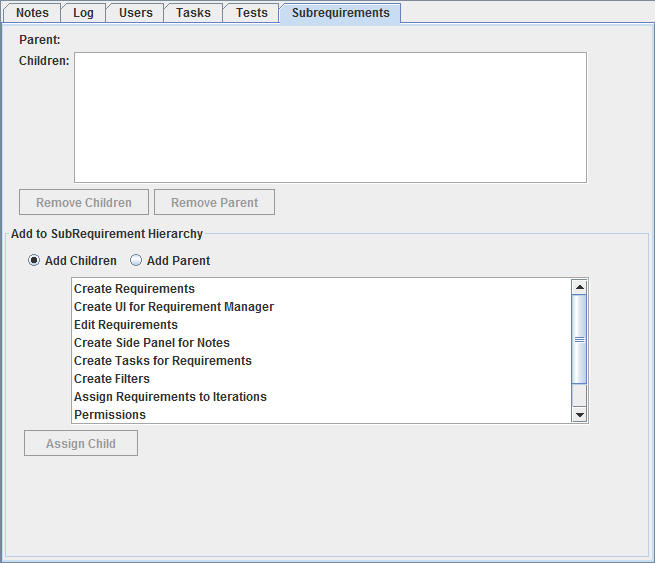 Notes Log Users Tasks Tests Subrequirements
Parent:
Children:
Remove Children Remove Parent
Add to SubRequirement Hierarchy
Add Children Add Parent
Create Requirements
Create UI for Requirement Manager
Edit Requirements
Create Side Panel for Notes
Create Tasks for Requirements
Create Filters
Assign Requirements to Iterations
Permissions
Assign Child